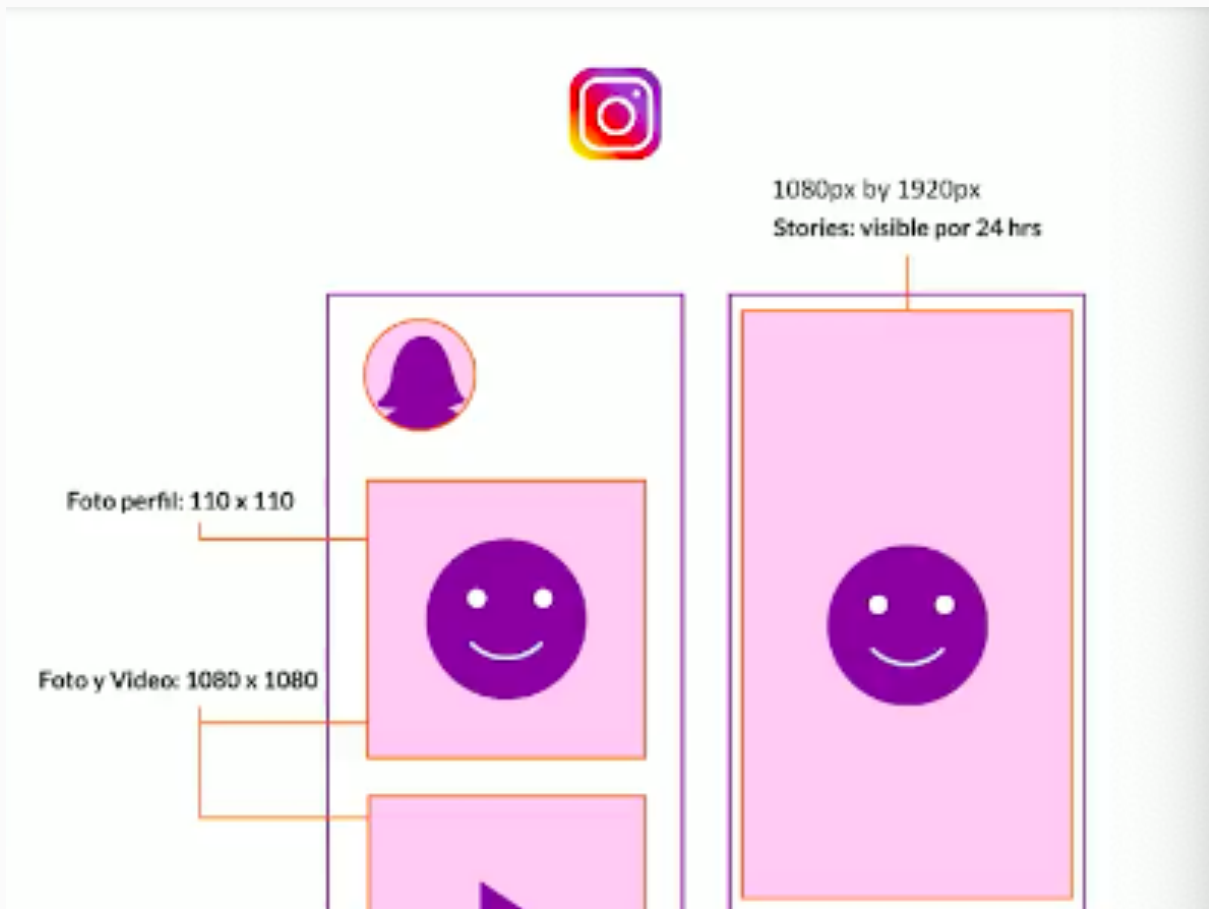 1080px by 1920px
Stories: visible por 24 hrs
Foto perfil: 110 x 110
Foto y Video: 1080 x 1080